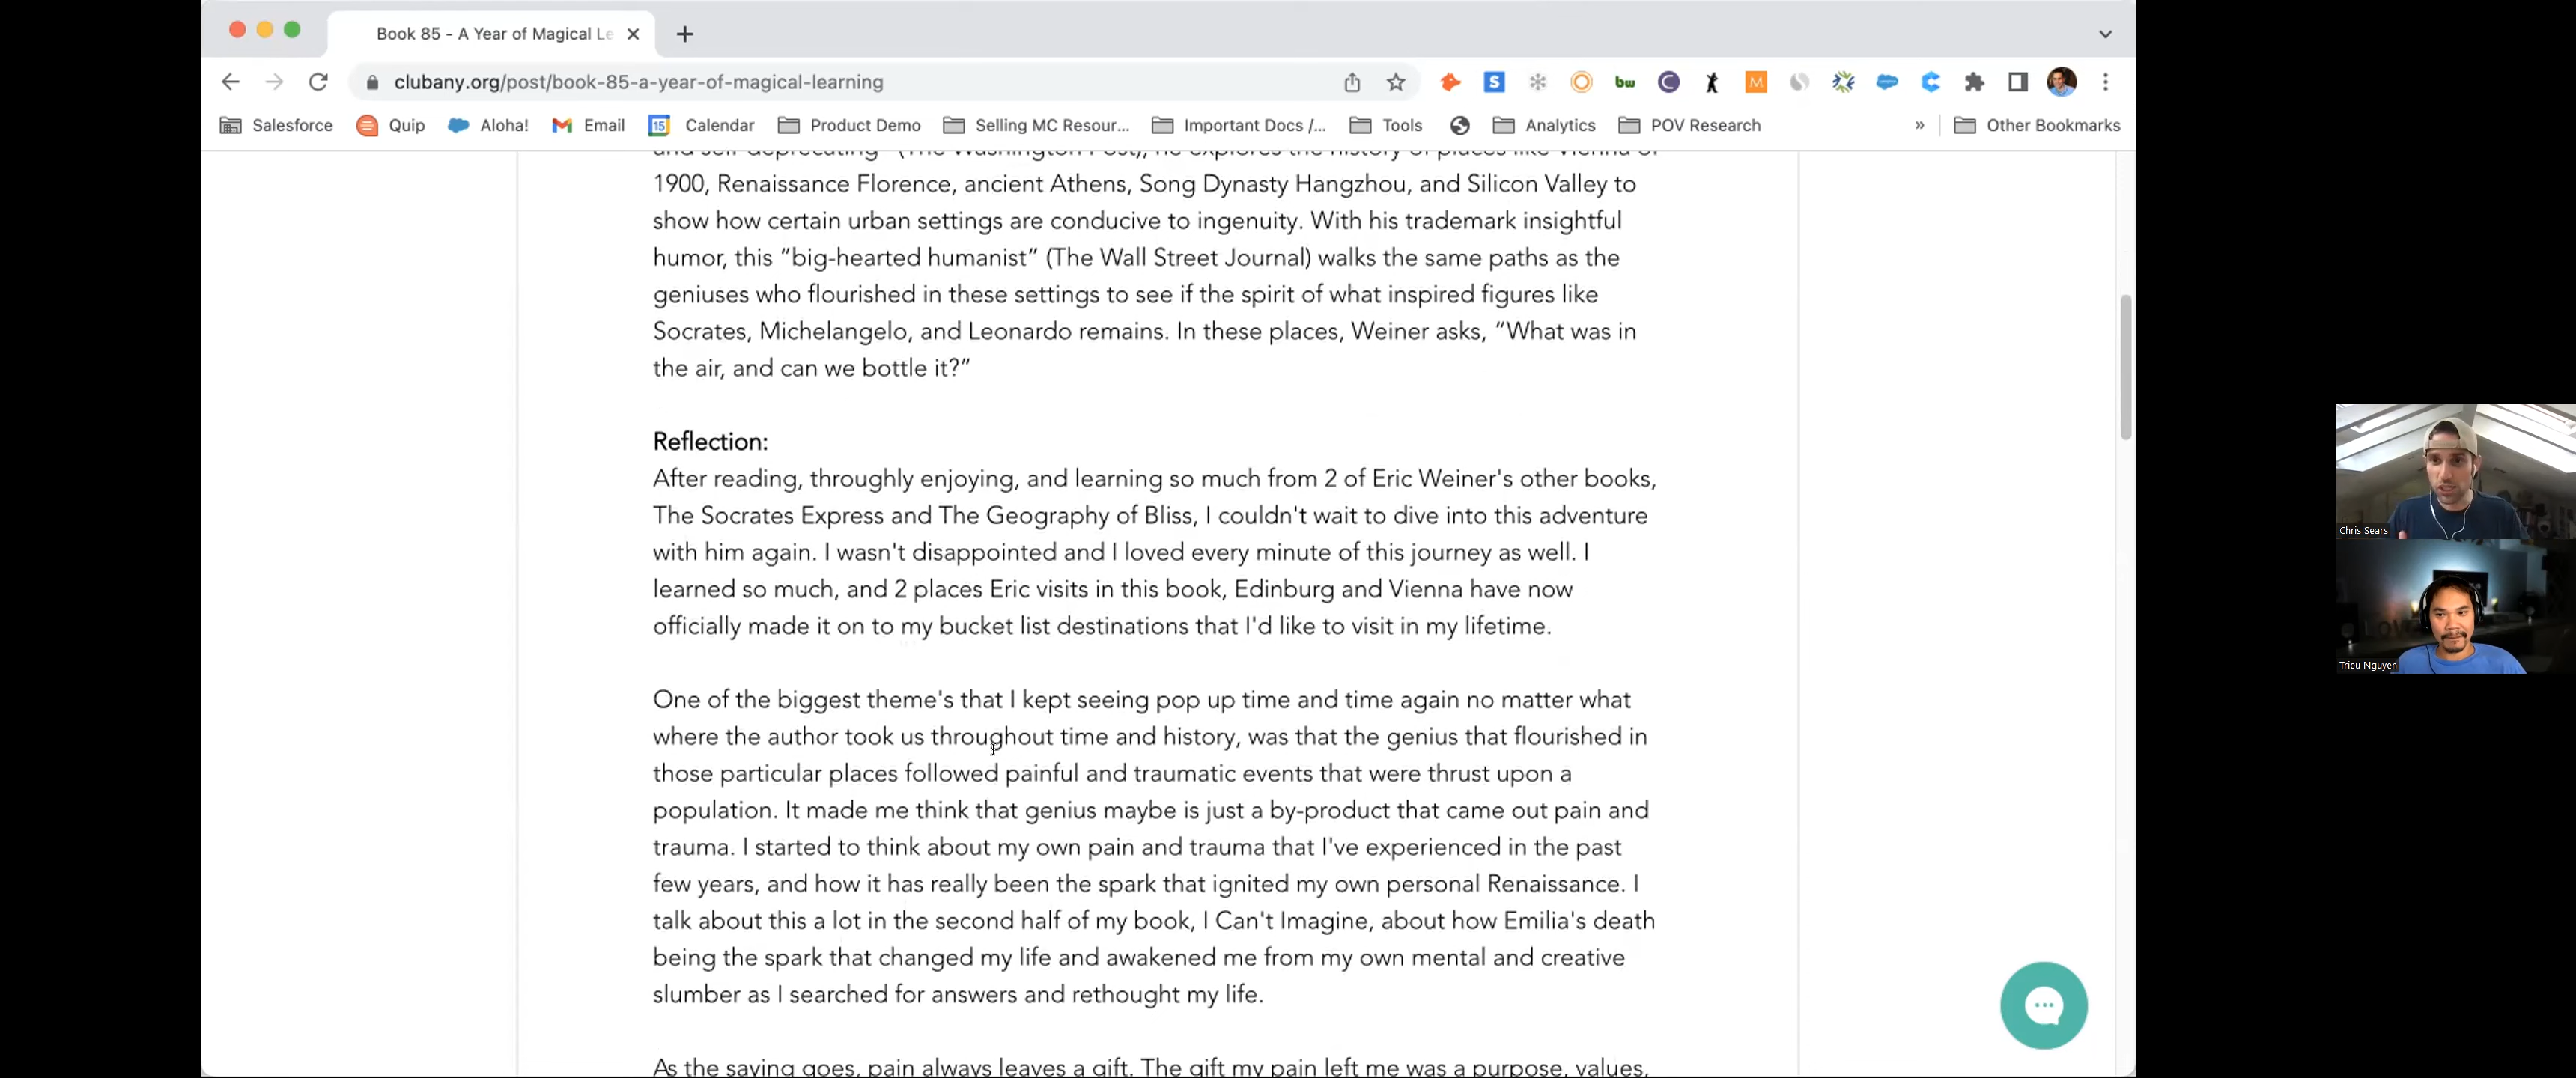 Book 85 - A Year of Magical Le
clubany.org/post/book-85-a-year-of-magical-learning
S
bw
M
Salesforce Quip Aloha! Email 15 Calendar Product Demo Selling MC Resour... Important Docs /... Tools Analytics POV Research » Other Bookmarks
and self-deprecating" (The Washington Post), he explores the history of places like Vienna of
1900, Renaissance Florence, ancient Athens, Song Dynasty Hangzhou, and Silicon Valley to
show how certain urban settings are conducive to ingenuity. With his trademark insightful
humor, this “big-hearted humanist” (The Wall Street Journal) walks the same paths as the
geniuses who flourished in these settings to see if the spirit of what inspired figures like
Socrates, Michelangelo, and Leonardo remains. In these places, Weiner asks, “What was in
the air, and can we bottle it?”
Reflection:
After reading, throughly enjoying, and learning so much from 2 of Eric Weiner's other books,
The Socrates Express and The Geography of Bliss, I couldn't wait to dive into this adventure
with him again. I wasn't disappointed and I loved every minute of this journey as well. I
learned so much, and 2 places Eric visits in this book, Edinburg and Vienna have now
officially made it on to my bucket list destinations that I'd like to visit in my lifetime.
One of the biggest theme's that I kept seeing pop up time and time again no matter what
where the author took us throughout time and history, was that the genius that flourished in
those particular places followed painful and traumatic events that were thrust upon a
population. It made me think that genius maybe is just a by-product that came out pain and
trauma. I started to think about my own pain and trauma that I've experienced in the past
few years, and how it has really been the spark that ignited my own personal Renaissance. I
talk about this a lot in the second half of my book, I Can't Imagine, about how Emilia's death
being the spark that changed my life and awakened me from my own mental and creative
slumber as I searched for answers and rethought my life.
As the saying goes, pain always leaves a gift. The gift my pain left me was a purpose, values,
Chris Sears
Trieu Nguyen